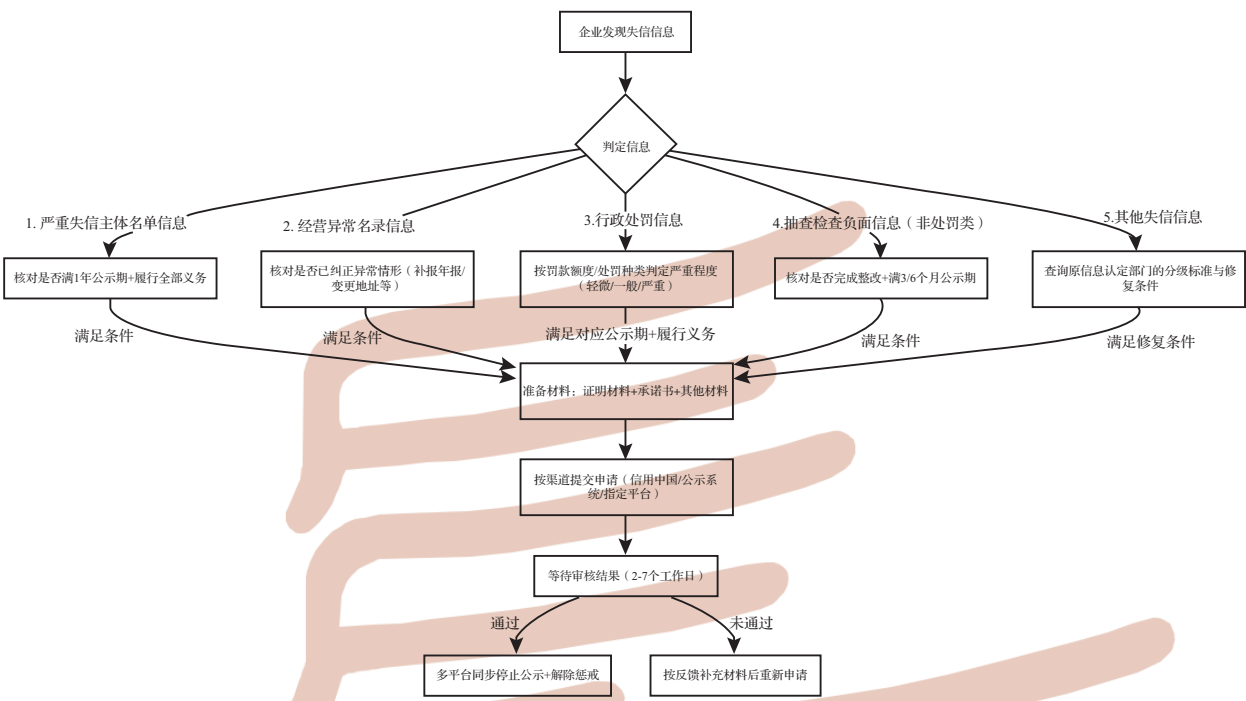 企业发现失信信息
判定信息
1. 严重失信主体名单信息
2. 经营异常名录信息
3.行政处罚信息
4.抽查检查负面信息（非处罚类）
5.其他失信信息
核对是否满1年公示期+履行全部义务
核对是否已纠正异常情形（补报年报/
变更地址等）
按罚款额度/处罚种类判定严重程度
（轻微/一般/严重）
核对是否完成整改+满3/6个月公示期
查询原信息认定部门的分级标准与修
复条件
满足条件
满足条件
满足对应公示期+履行义务
满足条件
满足修复条件
准备材料：证明材料+承诺书+其他材料
按渠道提交申请（信用中国/公示系
统/指定平台）
等待审核结果（2-7个工作日）
通过
未通过
多平台同步停止公示+解除惩戒
按反馈补充材料后重新申请